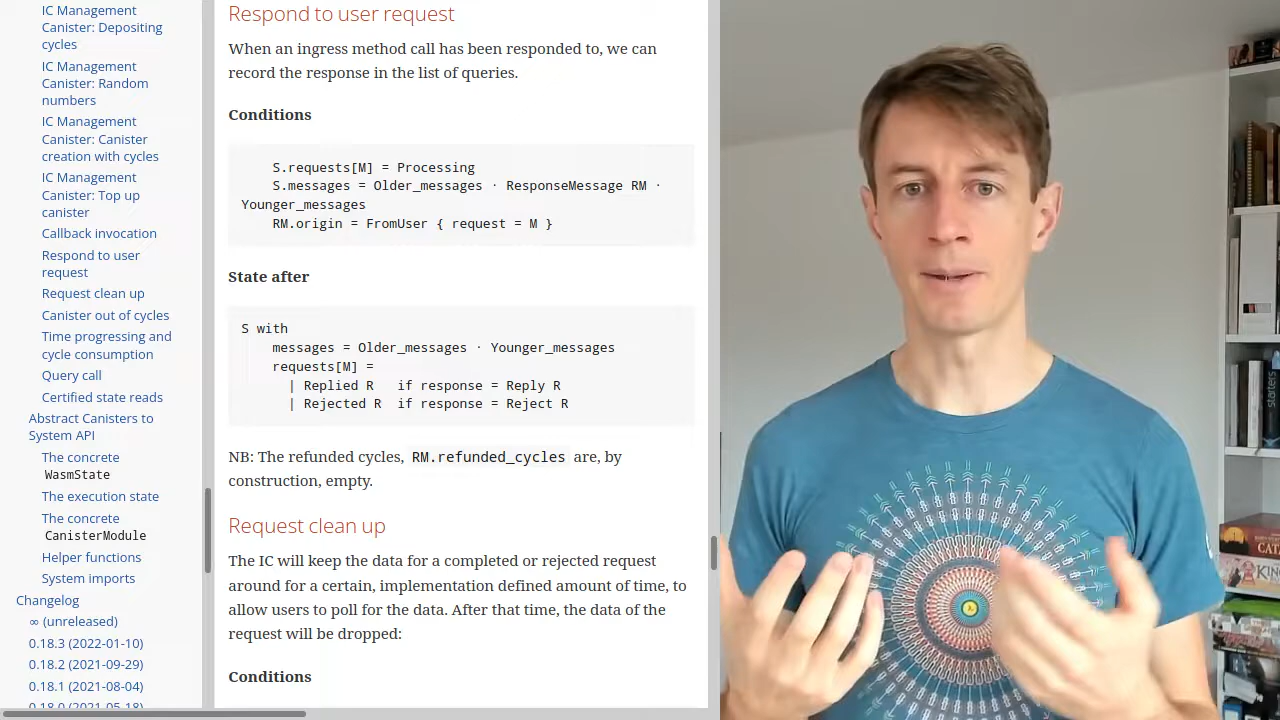 IC Management
Canister: Depositing
cycles
IC Management
Canister: Random
numbers
IC Management
Canister: Canister
creation with cycles
IC Management
Canister: Top up
canister
Callback invocation
Respond to user
request
Request clean up
Canister out of cycles
Time progressing and
cycle consumption
Query call
Certified state reads
Abstract Canisters to
System API
The concrete
WasmState
The execution state
The concrete
CanisterModule
Helper functions
System imports
Changelog
∞ (unreleased)
0.18.3 (2022-01-10)
0.18.2 (2021-09-29)
0.18.1 (2021-08-04)
0.18.0 (2021-05-18)
Respond to user request
When an ingress method call has been responded to, we can
record the response in the list of queries.
Conditions
S.requests[M] = Processing
S.messages = Older_messages · ResponseMessage RM ·
Younger_messages
RM.origin = FromUser { request = M }
State after
S with
messages = Older_messages · Younger_messages
requests[M] =
| Replied R if response = Reply R
| Rejected R if response = Reject R
NB: The refunded cycles, RM.refunded_cycles are, by
construction, empty.
Request clean up
The IC will keep the data for a completed or rejected request
around for a certain, implementation defined amount of time, to
allow users to poll for the data. After that time, the data of the
request will be dropped:
Conditions
starters
CATA
KING